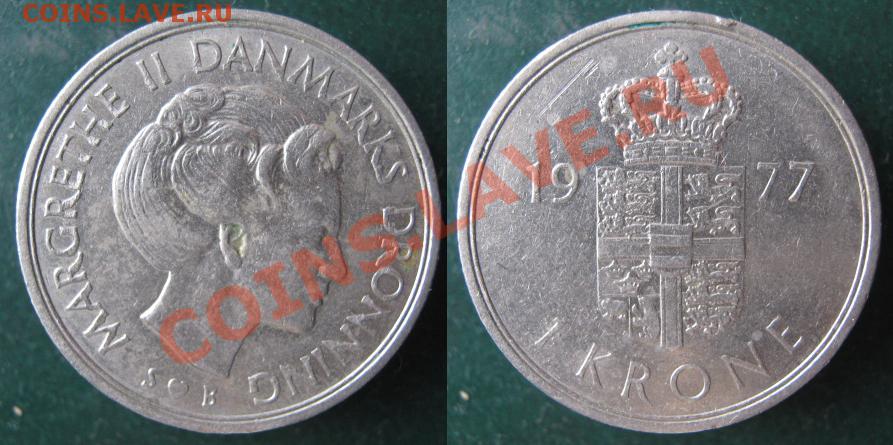 COINS.LAVE.RU
MARGRETHE II DANMARKS DRONNING
S ♥ B
COINS.LAVE.RU
19 77
1 KRONE